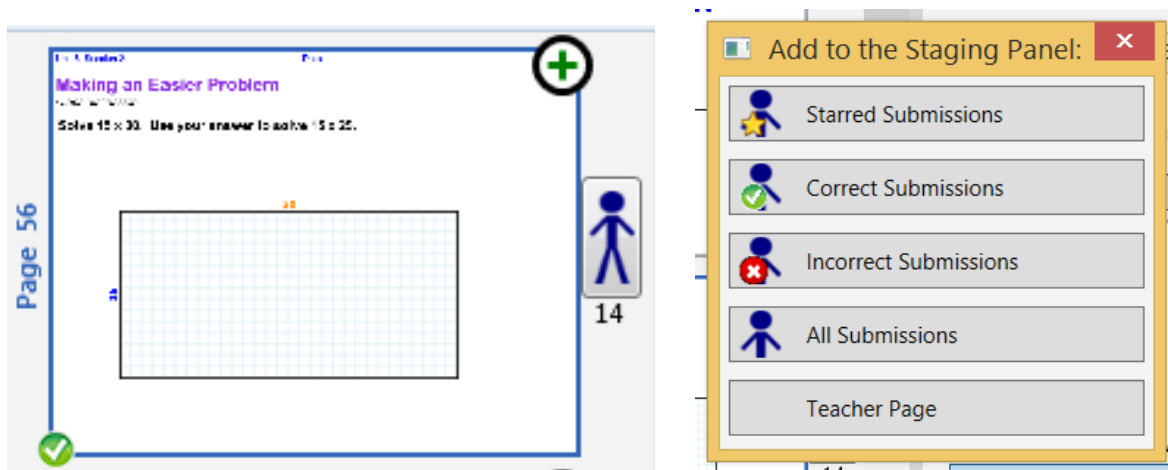 Making an Easier Problem
Solve 15 x 30. Use your answer to solve 15 x 29.
Page 56
14
Add to the Staging Panel:
Starred Submissions
Correct Submissions
Incorrect Submissions
All Submissions
Teacher Page